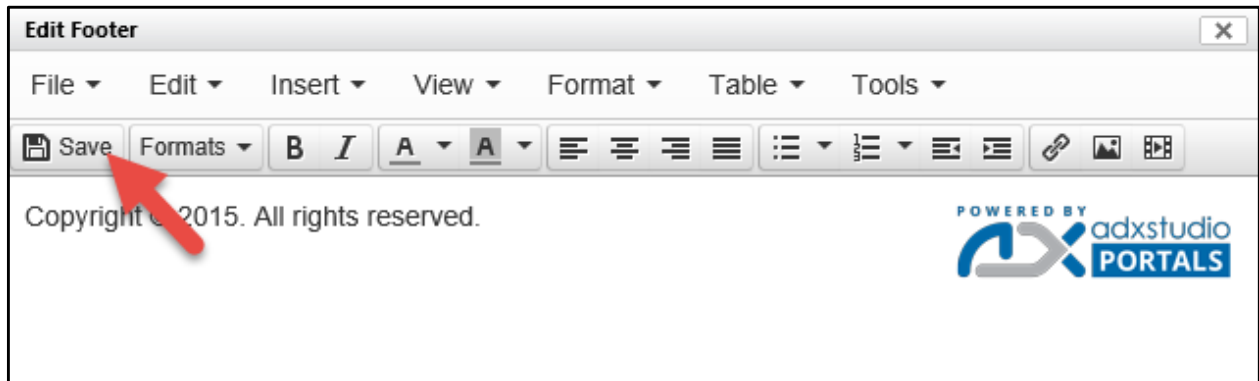 Edit Footer
File Edit Insert View Format Table Tools
Save Formats B I A A
Copyright © 2015. All rights reserved.
POWERED BY
adxstudio
PORTALS